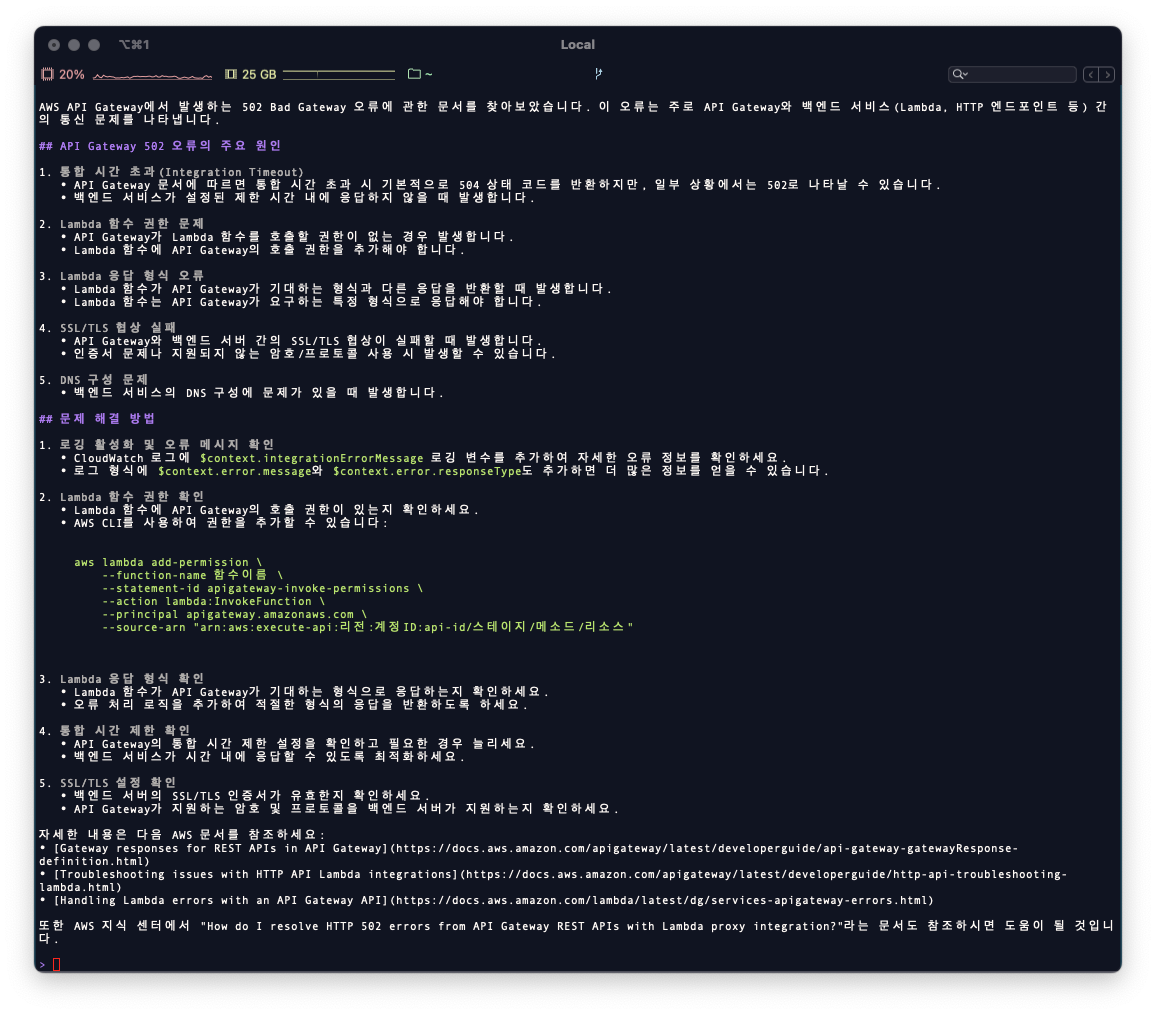 ⌥⌘1
Local
20%
25 GB
~
AWS API Gateway에서 발생하는 502 Bad Gateway 오류에 관한 문서를 찾아보았습니다. 이 오류는 주로 API Gateway와 백엔드 서비스(Lambda, HTTP 엔드포인트 등) 간
의 통신 문제를 나타냅니다.
## API Gateway 502 오류의 주요 원인
1. 통합 시간 초과(Integration Timeout)
• API Gateway 문서에 따르면 통합 시간 초과 시 기본적으로 504 상태 코드를 반환하지만, 일부 상황에서는 502로 나타날 수 있습니다.
• 백엔드 서비스가 설정된 제한 시간 내에 응답하지 않을 때 발생합니다.
2. Lambda 함수 권한 문제
• API Gateway가 Lambda 함수를 호출할 권한이 없는 경우 발생합니다.
• Lambda 함수에 API Gateway의 호출 권한을 추가해야 합니다.
3. Lambda 응답 형식 오류
• Lambda 함수가 API Gateway가 기대하는 형식과 다른 응답을 반환할 때 발생합니다.
• Lambda 함수는 API Gateway가 요구하는 특정 형식으로 응답해야 합니다.
4. SSL/TLS 협상 실패
• API Gateway와 백엔드 서버 간의 SSL/TLS 협상이 실패할 때 발생합니다.
• 인증서 문제나 지원되지 않는 암호/프로토콜 사용 시 발생할 수 있습니다.
5. DNS 구성 문제
• 백엔드 서비스의 DNS 구성에 문제가 있을 때 발생합니다.
## 문제 해결 방법
1. 로깅 활성화 및 오류 메시지 확인
• CloudWatch 로그에 $context.integrationErrorMessage 로깅 변수를 추가하여 자세한 오류 정보를 확인하세요.
• 로그 형식에 $context.error.message와 $context.error.responseType도 추가하면 더 많은 정보를 얻을 수 있습니다.
2. Lambda 함수 권한 확인
• Lambda 함수에 API Gateway의 호출 권한이 있는지 확인하세요.
• AWS CLI를 사용하여 권한을 추가할 수 있습니다:
aws lambda add-permission \
--function-name 함수이름 \
--statement-id apigateway-invoke-permissions \
--action lambda:InvokeFunction \
--principal apigateway.amazonaws.com \
--source-arn "arn:aws:execute-api:리전:계정ID:api-id/스테이지/메소드/리소스"
3. Lambda 응답 형식 확인
• Lambda 함수가 API Gateway가 기대하는 형식으로 응답하는지 확인하세요.
• 오류 처리 로직을 추가하여 적절한 형식의 응답을 반환하도록 하세요.
4. 통합 시간 제한 확인
• API Gateway의 통합 시간 제한 설정을 확인하고 필요한 경우 늘리세요.
• 백엔드 서비스가 시간 내에 응답할 수 있도록 최적화하세요.
5. SSL/TLS 설정 확인
• 백엔드 서버의 SSL/TLS 인증서가 유효한지 확인하세요.
• API Gateway가 지원하는 암호 및 프로토콜을 백엔드 서버가 지원하는지 확인하세요.
자세한 내용은 다음 AWS 문서를 참조하세요:
• [Gateway responses for REST APIs in API Gateway](https://docs.aws.amazon.com/apigateway/latest/developerguide/api-gateway-gatewayResponse-
definition.html)
• [Troubleshooting issues with HTTP API Lambda integrations](https://docs.aws.amazon.com/apigateway/latest/developerguide/http-api-troubleshooting-
lambda.html)
• [Handling Lambda errors with an API Gateway API](https://docs.aws.amazon.com/lambda/latest/dg/services-apigateway-errors.html)
또한 AWS 지식 센터에서 "How do I resolve HTTP 502 errors from API Gateway REST APIs with Lambda proxy integration?"라는 문서도 참조하시면 도움이 될 것입니
다.
>